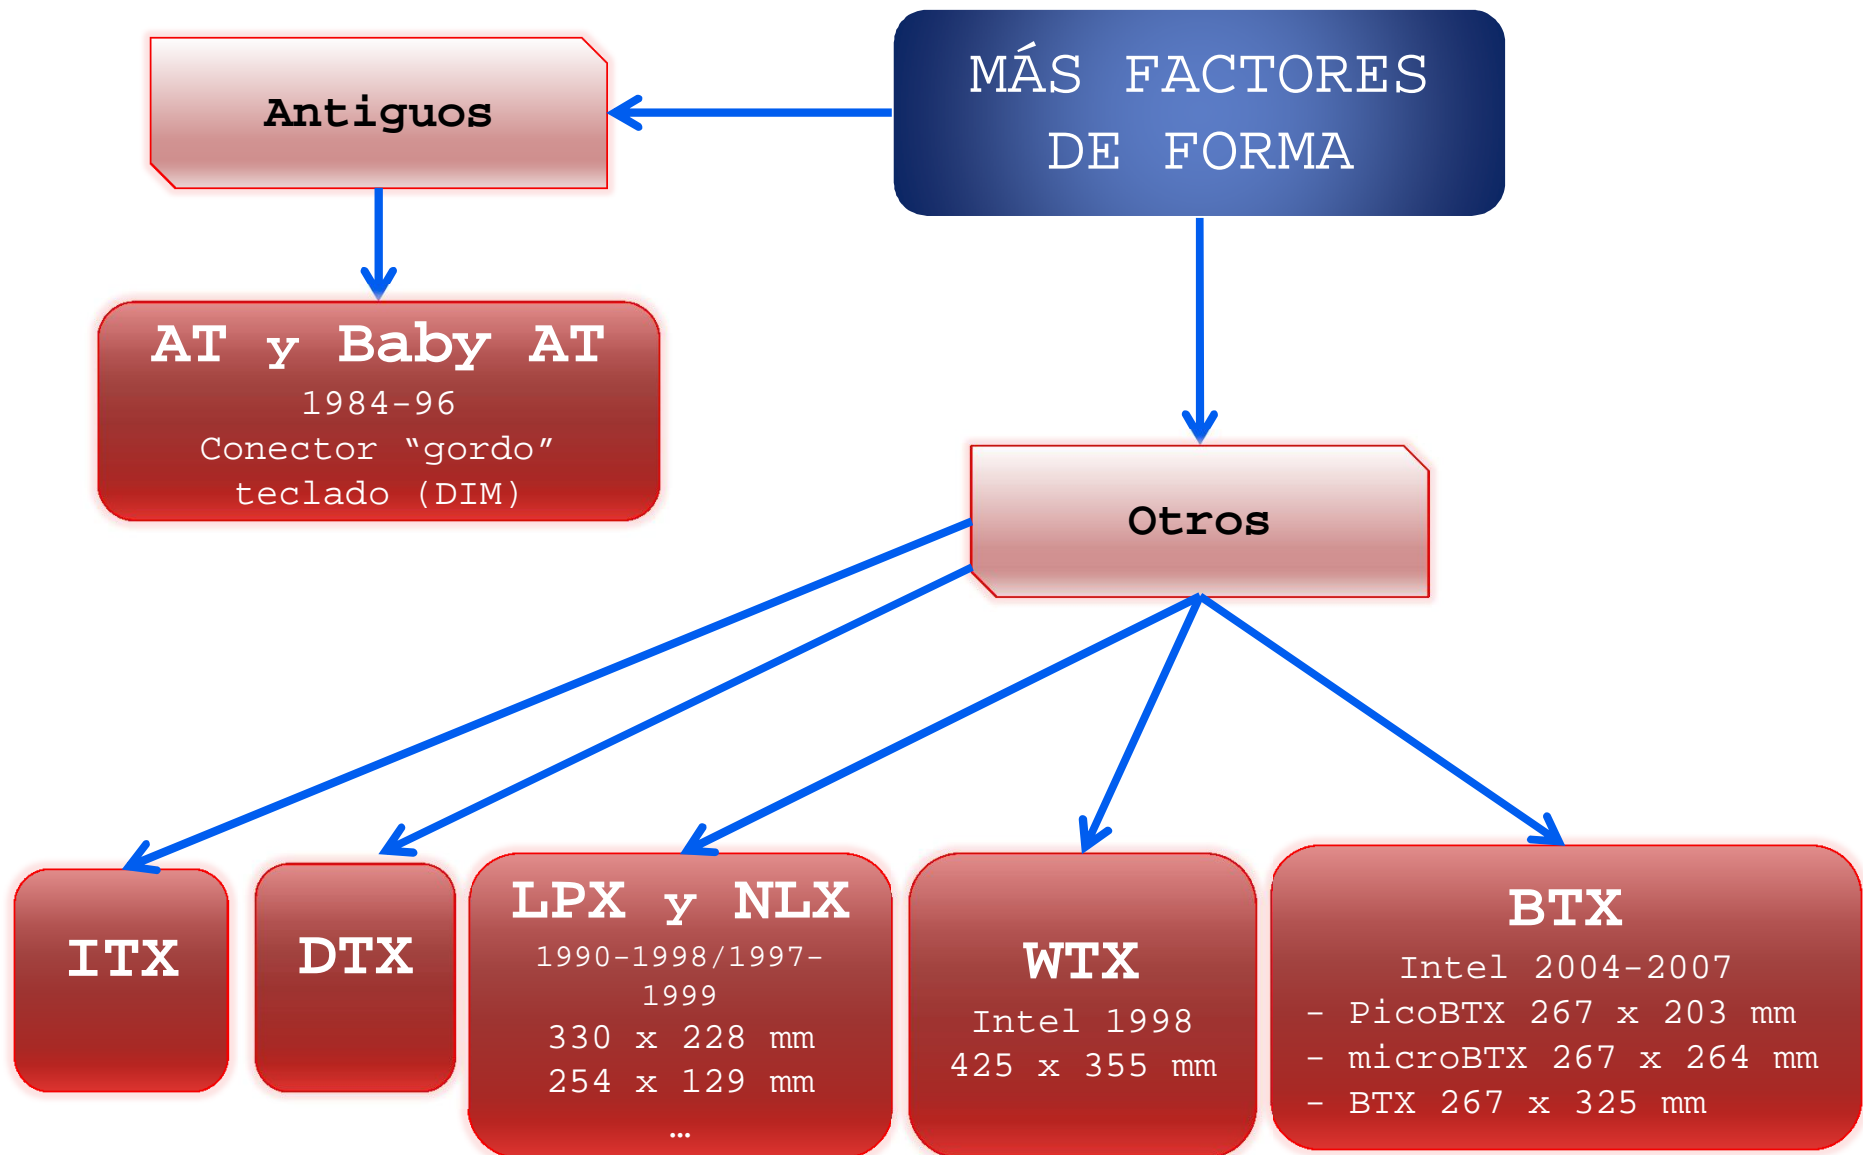 MÁS FACTORES
DE FORMA
Antiguos
AT y Baby AT
1984-96
Conector “gordo”
teclado (DIM)
Otros
ITX
DTX
LPX y NLX
1990-1998/1997-
1999
330 x 228 mm
254 x 129 mm
…
WTX
Intel 1998
425 x 355 mm
BTX
Intel 2004-2007
- PicoBTX 267 x 203 mm
- microBTX 267 x 264 mm
- BTX 267 x 325 mm